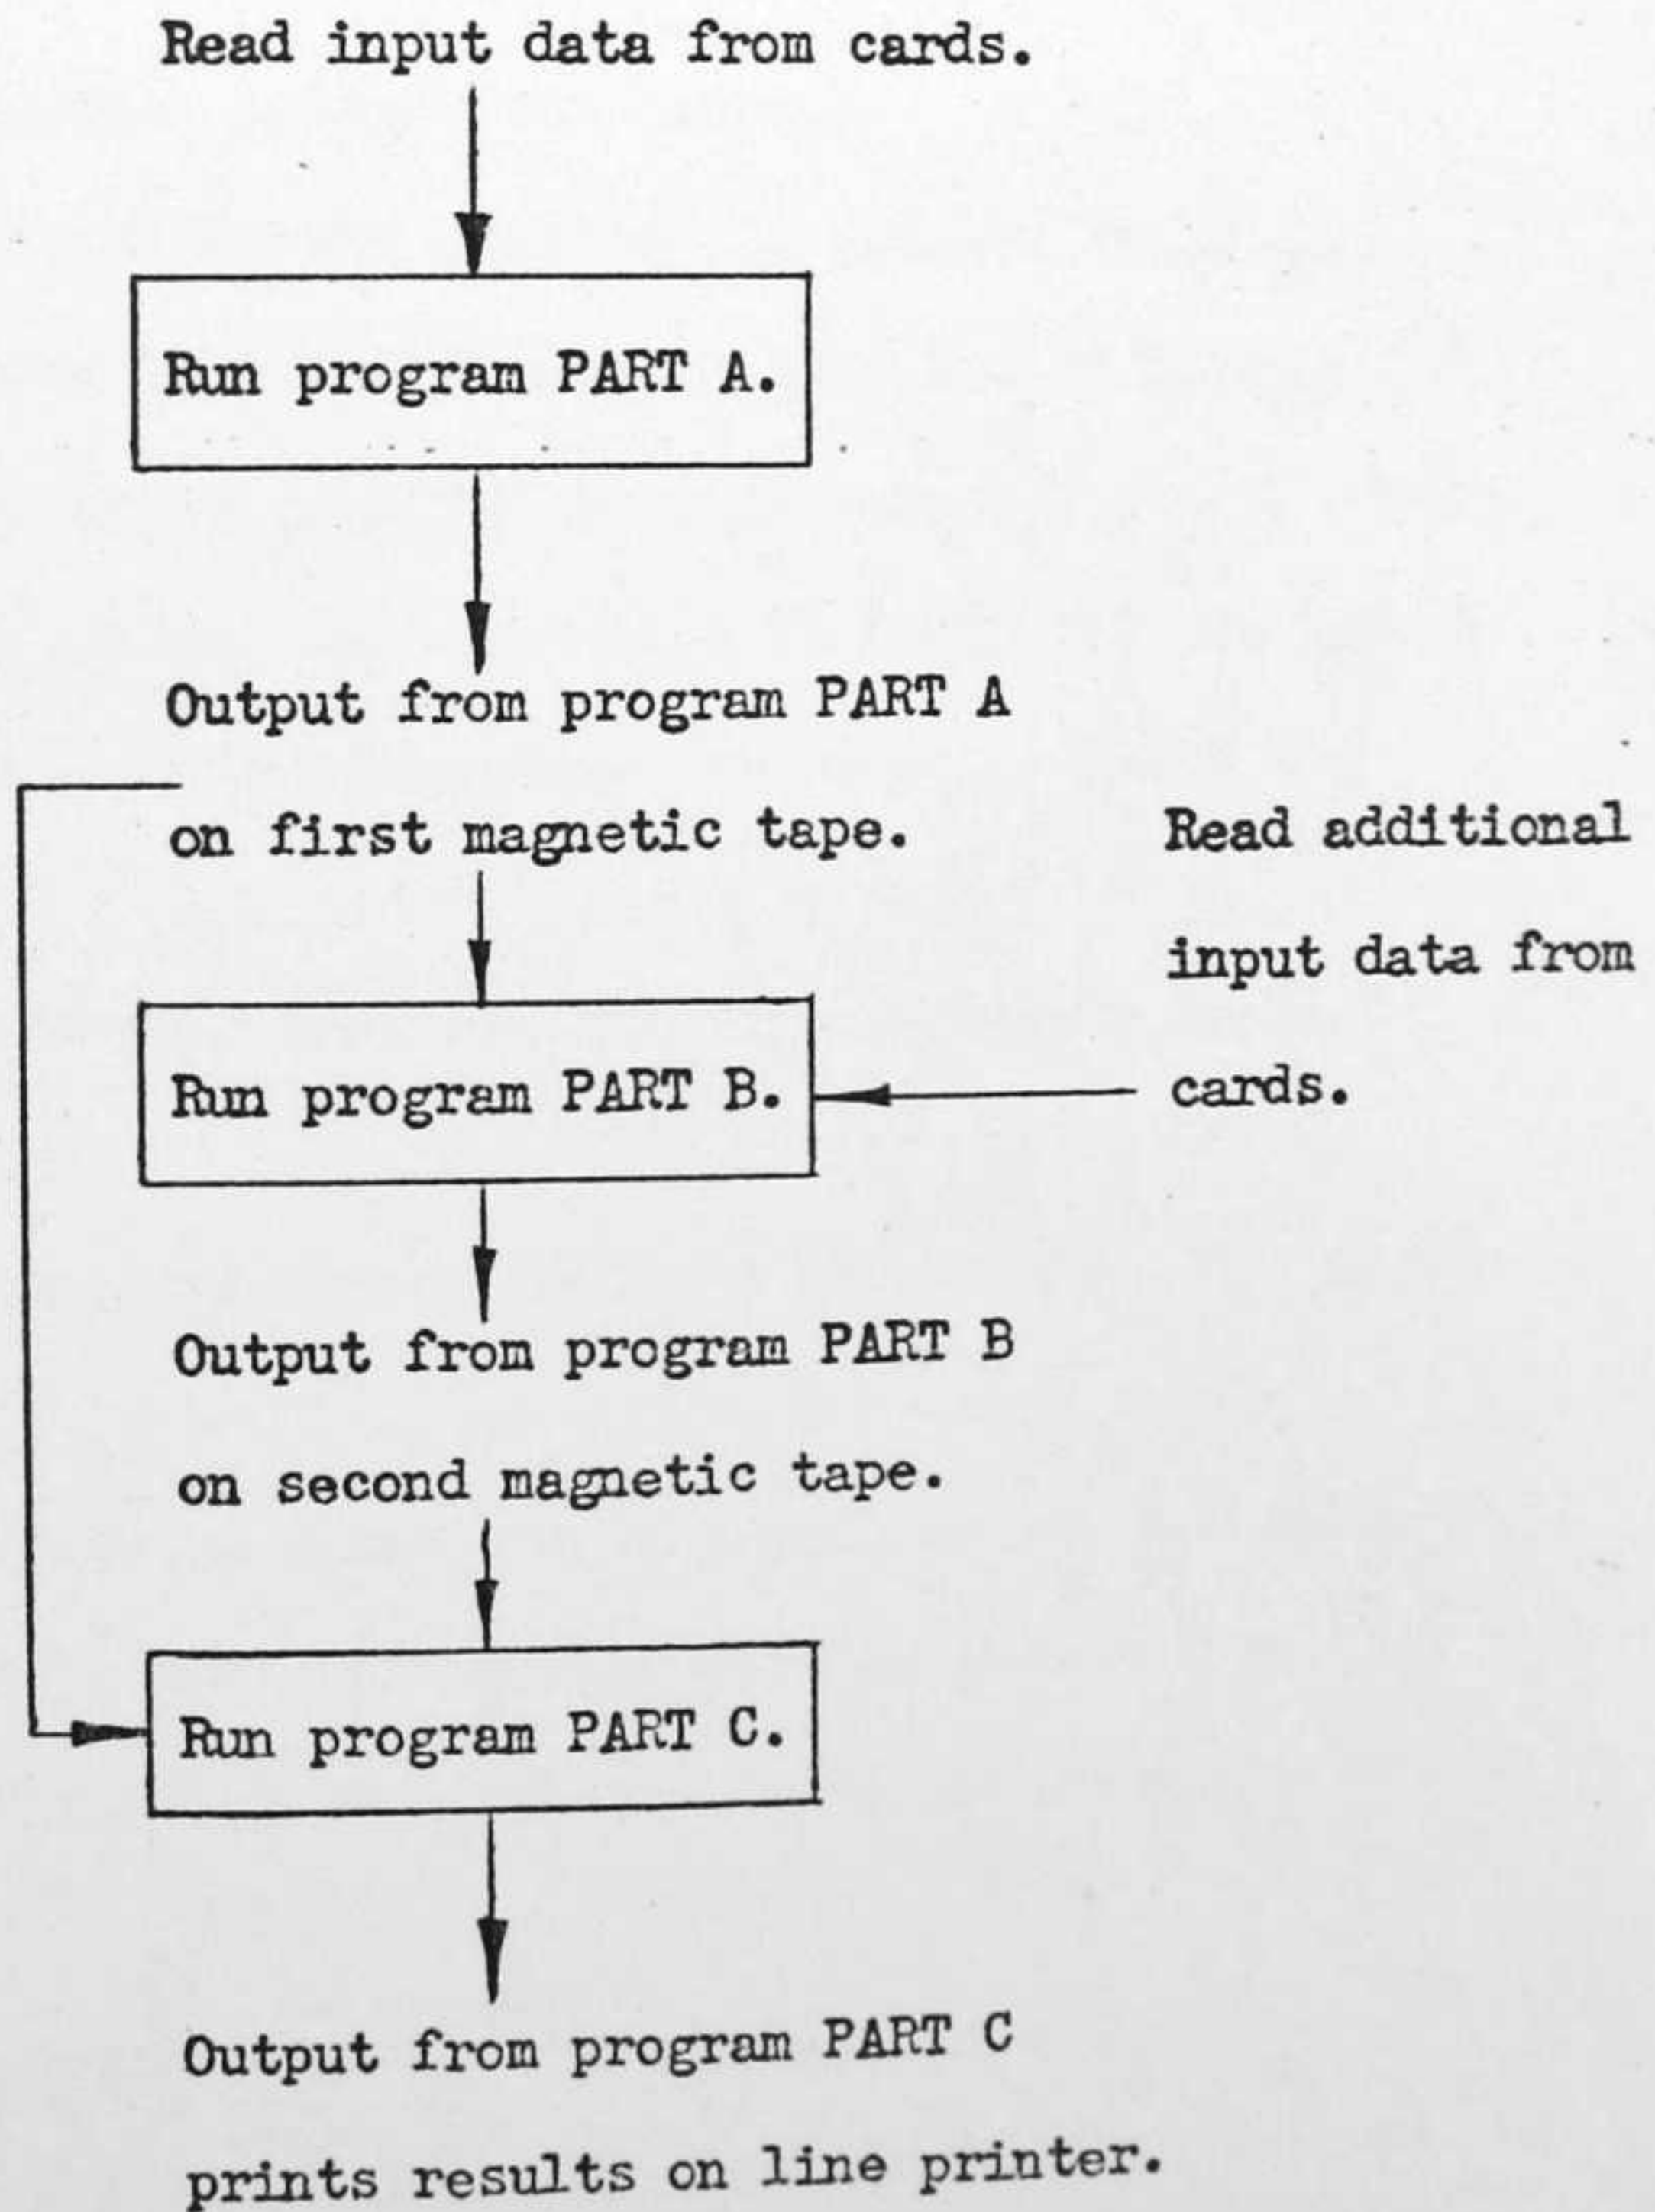 Read input data from cards.
Run program PART A.
Output from program PART A
on first magnetic tape.
Read additional
input data from
cards.
Run program PART B.
Output from program PART B
on second magnetic tape.
Run program PART C.
Output from program PART C
prints results on line printer.